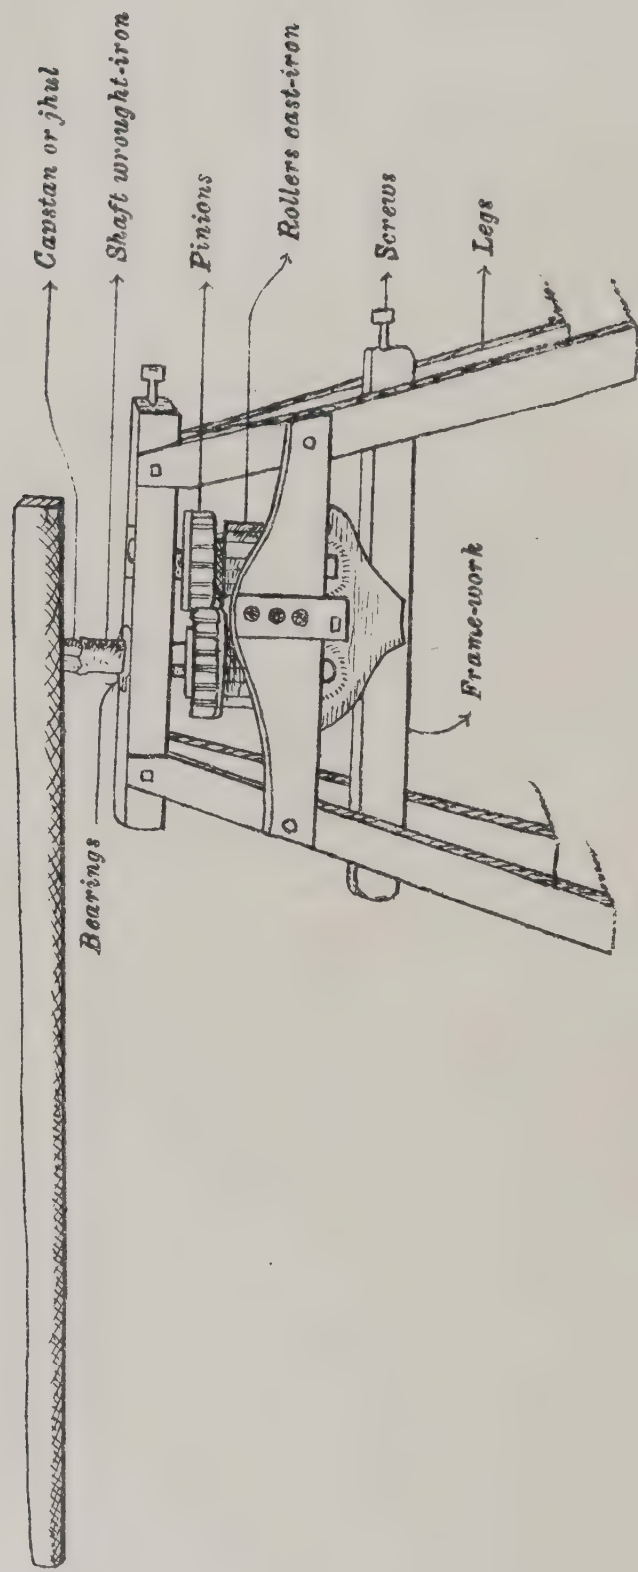 Capstan or jhul
Shaft wrought-iron
Pinions
Rollers cast-iron
Screws
Legs
Bearings
Frame-work